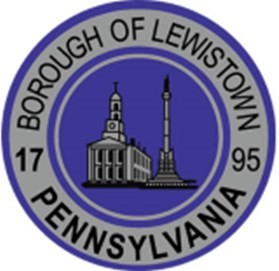 BOROUGH OF LEWISTOWN
17 95
PENNSYLVANIA